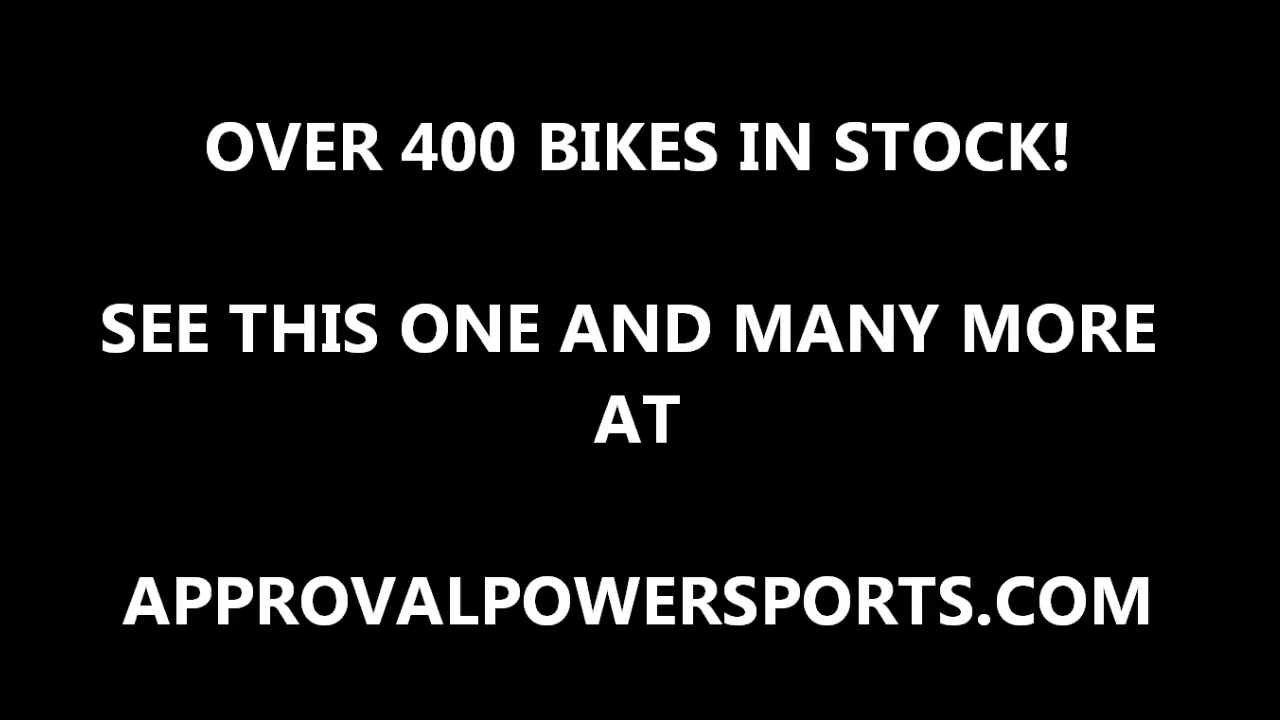 OVER 400 BIKES IN STOCK!
SEE THIS ONE AND MANY MORE
AT
APPROVALPOWERSPORTS.COM